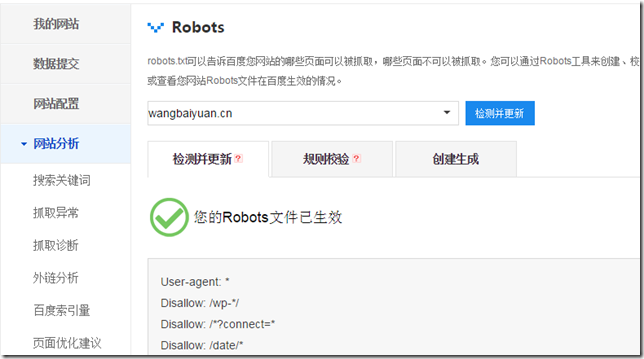 我的网站
数据提交
网站配置
网站分析
搜索关键词
抓取异常
抓取诊断
外链分析
百度索引量
页面优化建议
Robots
robots.txt可以告诉百度您网站的哪些页面可以被抓取，哪些页面不可以被抓取。您可以通过Robots工具来创建、校
或查看您网站Robots文件在百度生效的情况。
wangbaiyuan.cn 检测并更新
检测并更新 ? 规则校验 ? 创建生成
您的Robots文件已生效
User-agent: *
Disallow: /wp-*/
Disallow: /*?connect=*
Disallow: /date/*